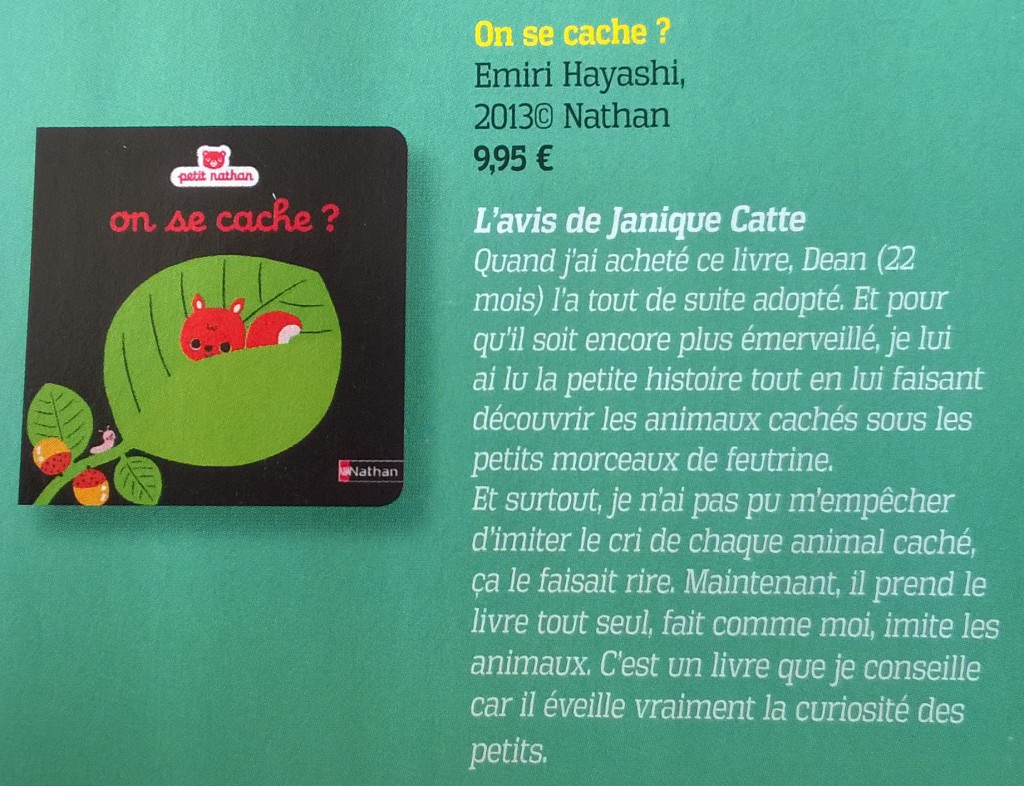 On se cache ?
Emiri Hayashi,
2013© Nathan
9,95 €
petit nathan
on se cache ?
Nathan
L'avis de Janique Catte
Quand j'ai acheté ce livre, Dean (22
mois) l'a tout de suite adopté. Et pour
qu'il soit encore plus émerveillé, je lui
ai lu la petite histoire tout en lui faisant
découvrir les animaux cachés sous les
petits morceaux de feutrine.
Et surtout, je n'ai pas pu m'empêcher
d'imiter le cri de chaque animal caché,
ça le faisait rire. Maintenant, il prend le
livre tout seul, fait comme moi, imite les
animaux. C'est un livre que je conseille
car il éveille vraiment la curiosité des
petits.